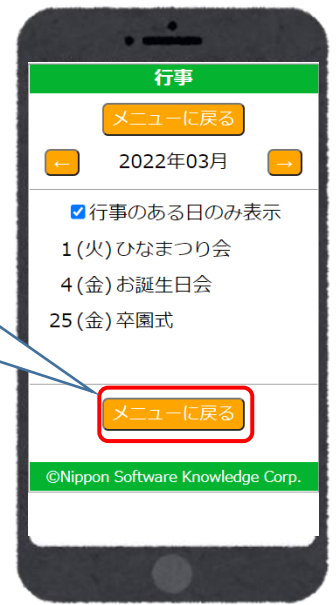 行事
メニューに戻る
← 2022年03月 →
行事のある日のみ表示
1(火)ひなまつり会
4(金)お誕生日会
25(金)卒園式
メニューに戻る
©Nippon Software Knowledge Corp.